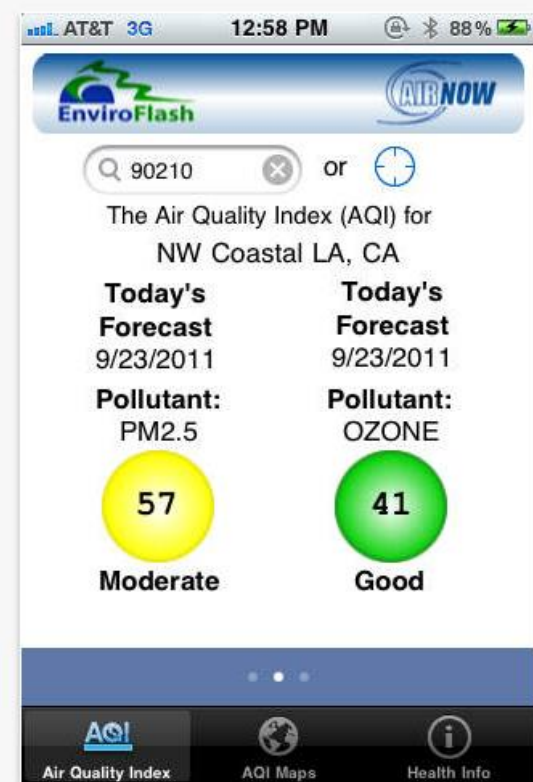 AT&T 3G 12:58 PM 88%
EnviroFlash AIRNOW
90210 or
The Air Quality Index (AQI) for
NW Coastal LA, CA
Today's
Forecast
9/23/2011
Pollutant:
PM2.5
57
Moderate
Today's
Forecast
9/23/2011
Pollutant:
OZONE
41
Good
AQI
Air Quality Index
AQI Maps
Health Info